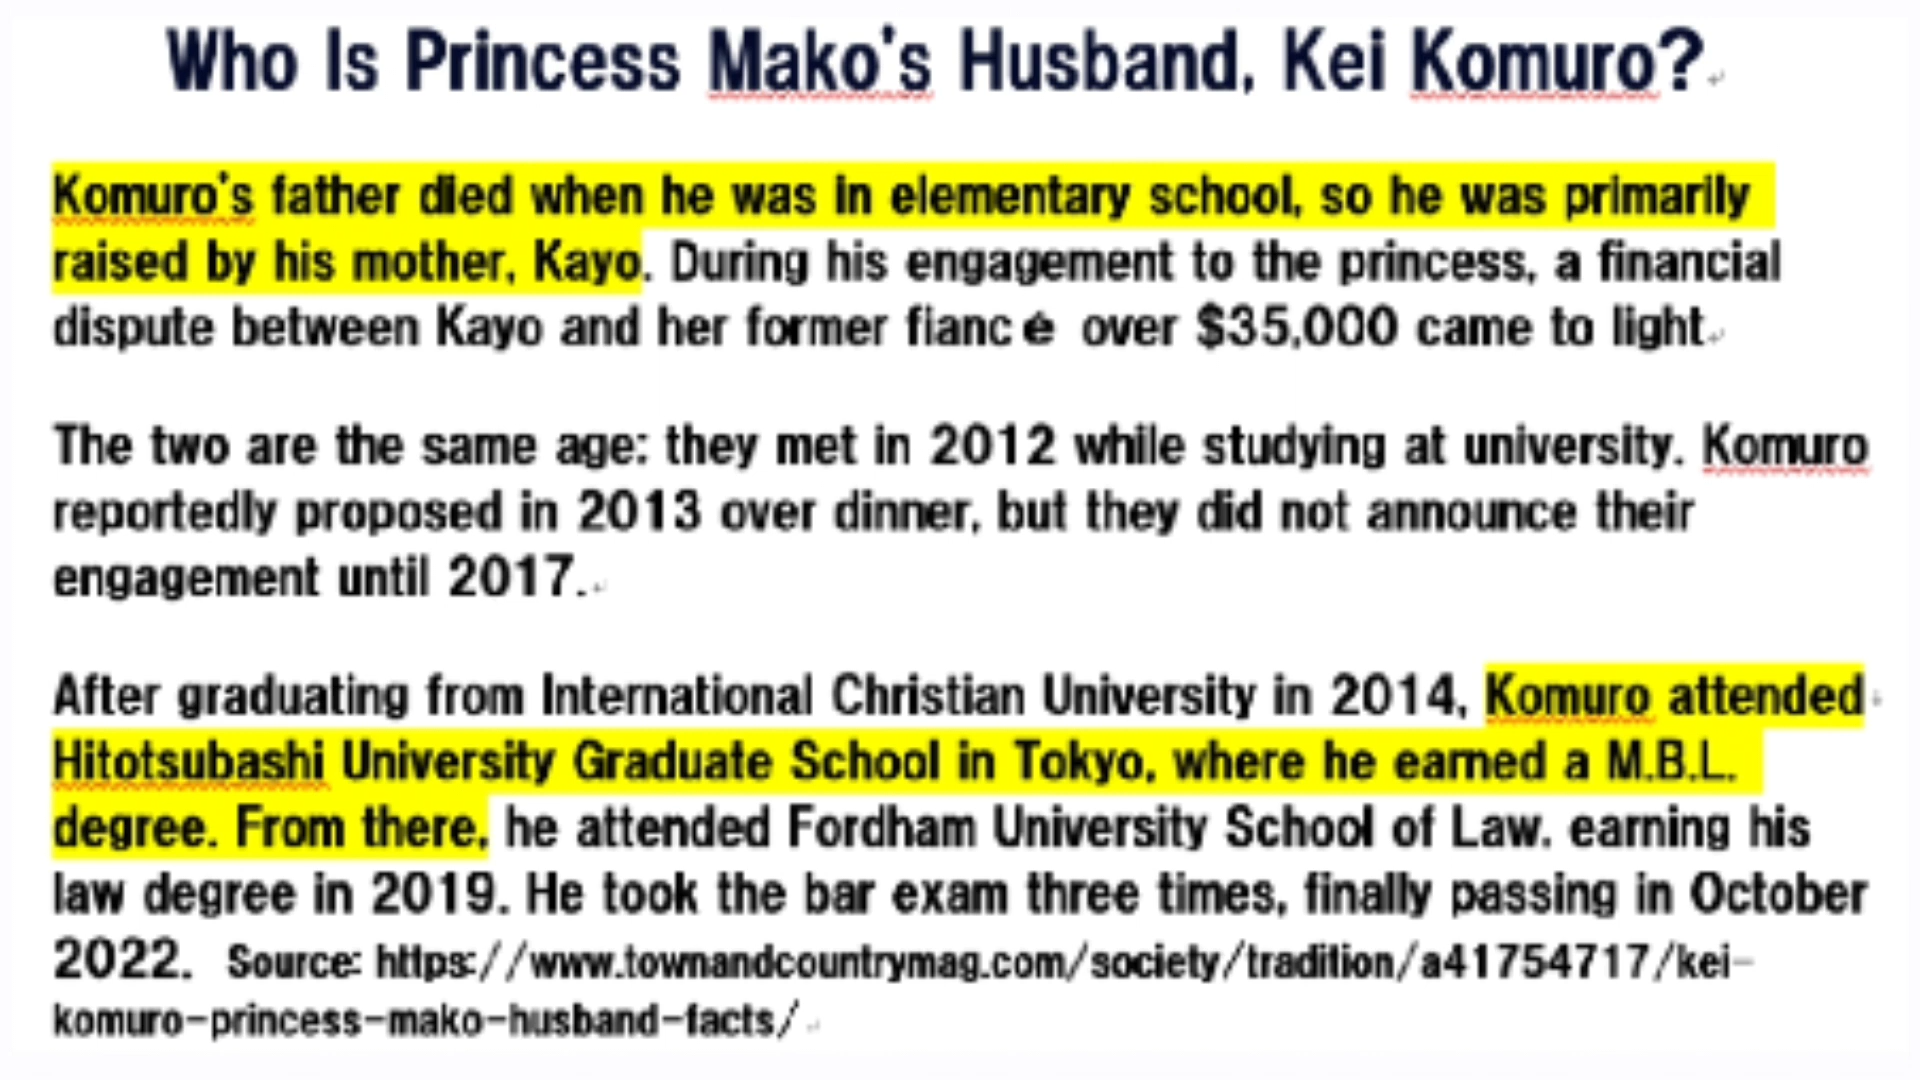 Who Is Princess Mako's Husband, Kei Komuro?
Komuro's father died when he was in elementary school, so he was primarily
raised by his mother, Kayo. During his engagement to the princess, a financial
dispute between Kayo and her former fiancé over $35,000 came to light
The two are the same age: they met in 2012 while studying at university. Komuro
reportedly proposed in 2013 over dinner, but they did not announce their
engagement until 2017.
After graduating from International Christian University in 2014, Komuro attended
Hitotsubashi University Graduate School in Tokyo, where he earned a M.B.L.
degree. From there, he attended Fordham University School of Law. earning his
law degree in 2019. He took the bar exam three times, finally passing in October
2022. Source: https://www.townandcountrymag.com/society/tradition/a41754717/kei-
komuro-princess-mako-husband-facts/